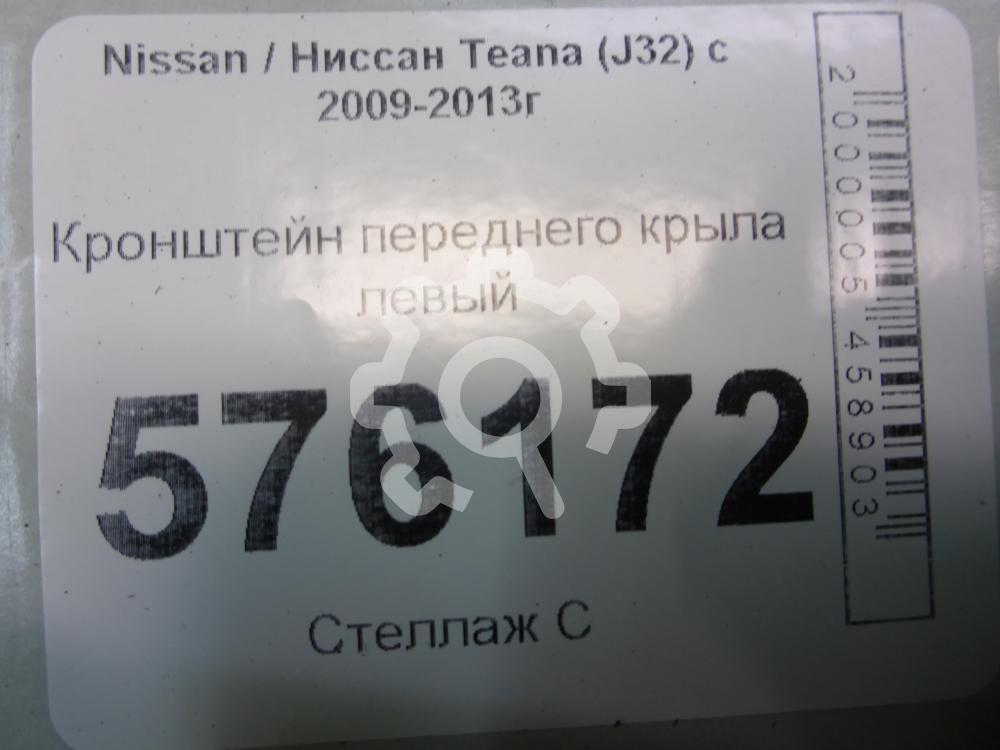 Nissan / Ниссан Teana (J32) с
2009-2013г
Кронштейн переднего крыла
левый
576172
Стеллаж С
2000005458903